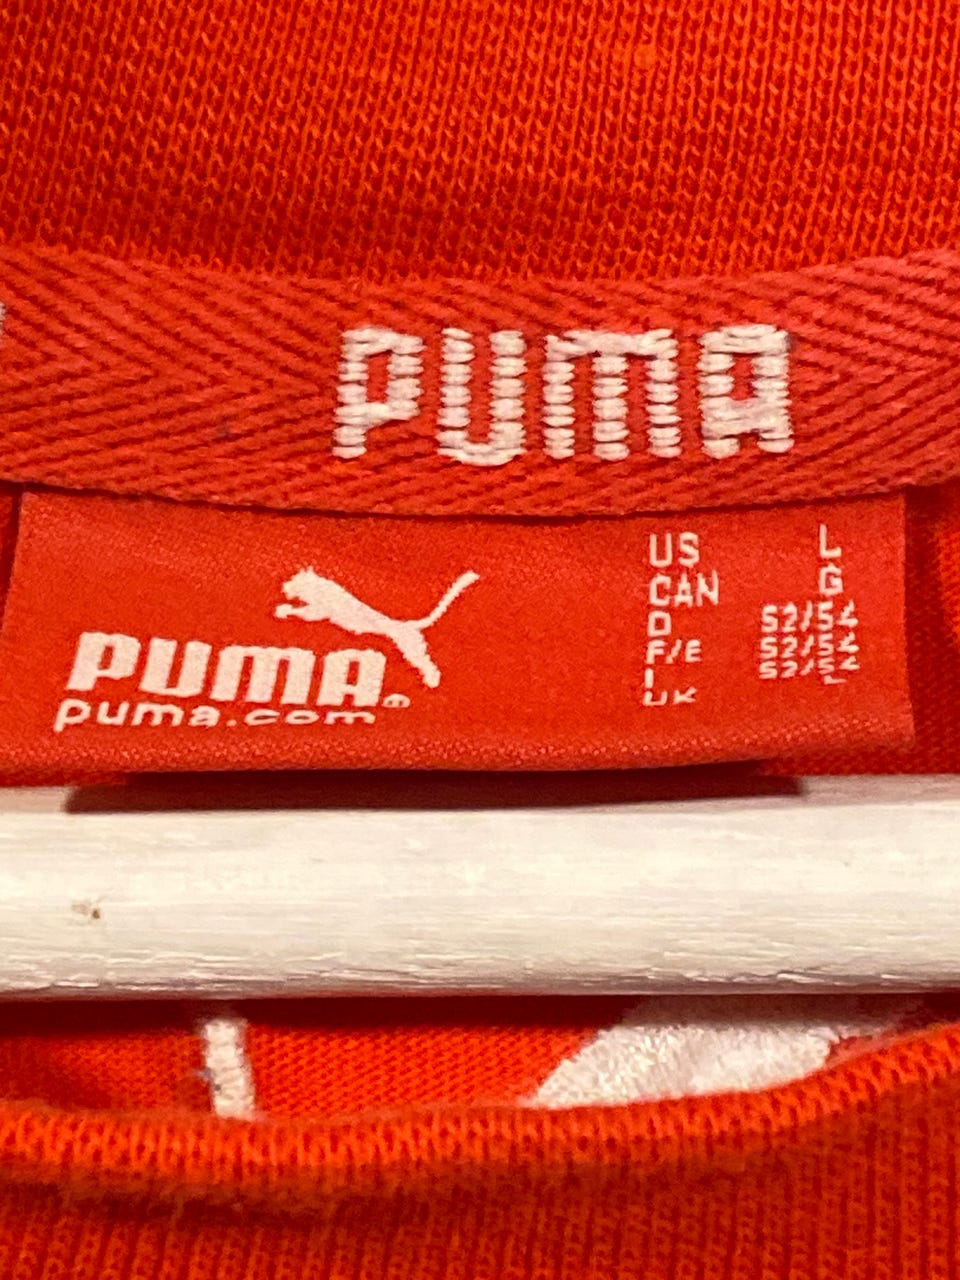 PUMA
PUMA®
puma.com
US L
CAN G
D 52/54
F/E 52/54
I 52/54
UK L